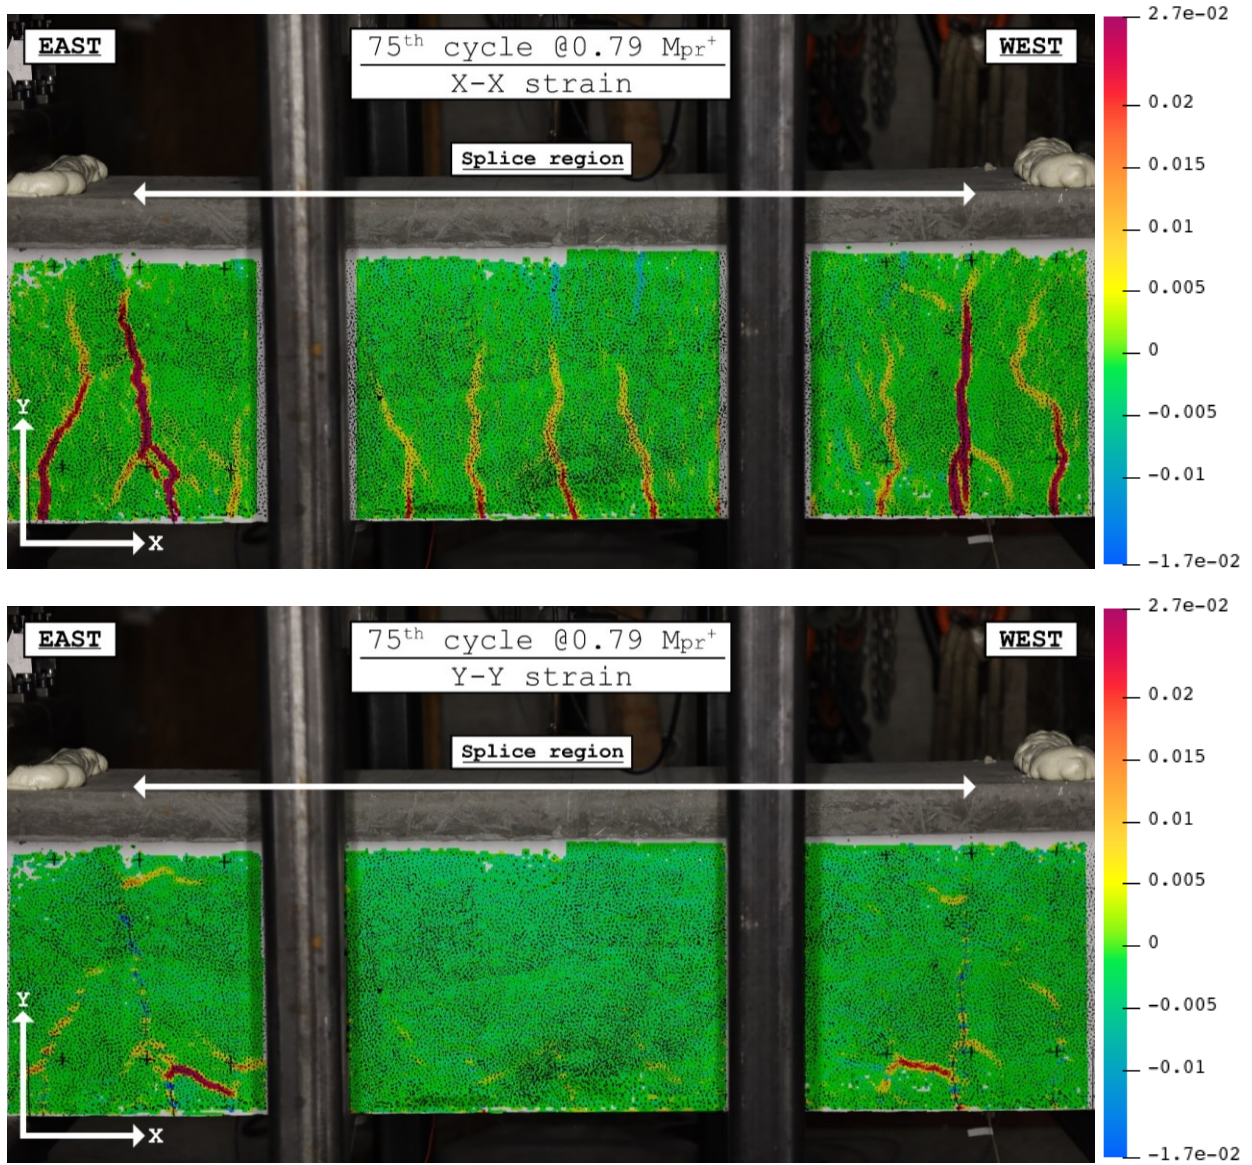 EAST
75th cycle @0.79 Mpr+
X-X strain
WEST
Splice region
Y
X
2.7e-02
0.02
0.015
0.01
0.005
0
-0.005
-0.01
-1.7e-02
EAST
75th cycle @0.79 Mpr+
Y-Y strain
WEST
Splice region
Y
X
2.7e-02
0.02
0.015
0.01
0.005
0
-0.005
-0.01
-1.7e-02